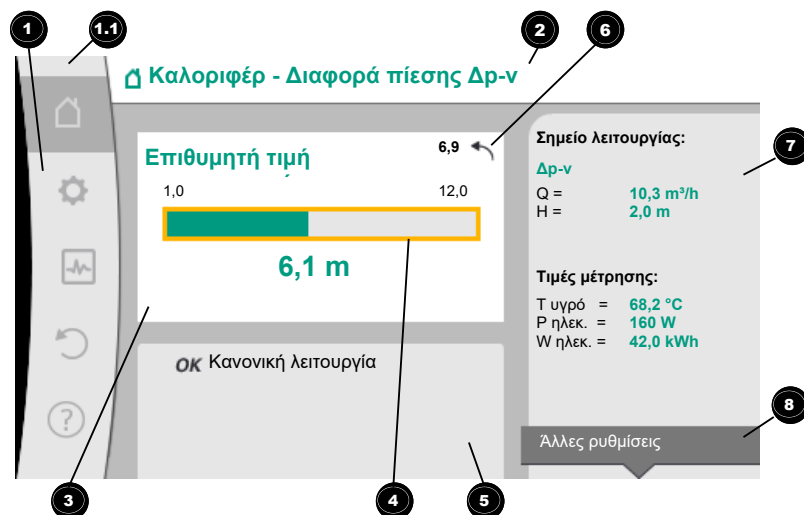 1
1.1
2
6
Καλοριφέρ - Διαφορά πίεσης Δp-v
Επιθυμητή τιμή
6,9
1,0
12,0
6,1 m
OK Κανονική λειτουργία
Σημείο λειτουργίας:
7
Δp-v
Q = 10,3 m³/h
H = 2,0 m
Τιμές μέτρησης:
T υγρό = 68,2 °C
P ηλεκ. = 160 W
W ηλεκ. = 42,0 kWh
8
Άλλες ρυθμίσεις
?
3
4
5